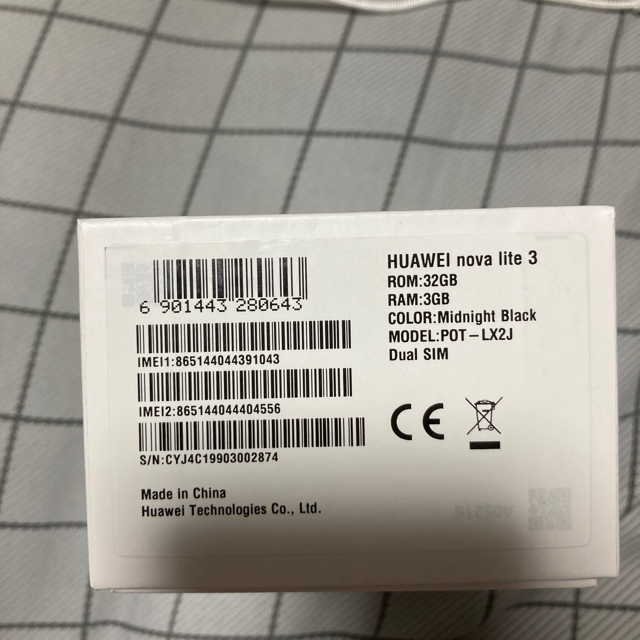 HUAWEI nova lite 3
ROM:32GB
RAM:3GB
COLOR:Midnight Black
MODEL:POT-LX2J
Dual SIM
6 901443 280643
IMEI1:865144044391043
IMEI2:865144044404556
S/N:CYJ4C19903002874
CE
Made in China
Huawei Technologies Co., Ltd.